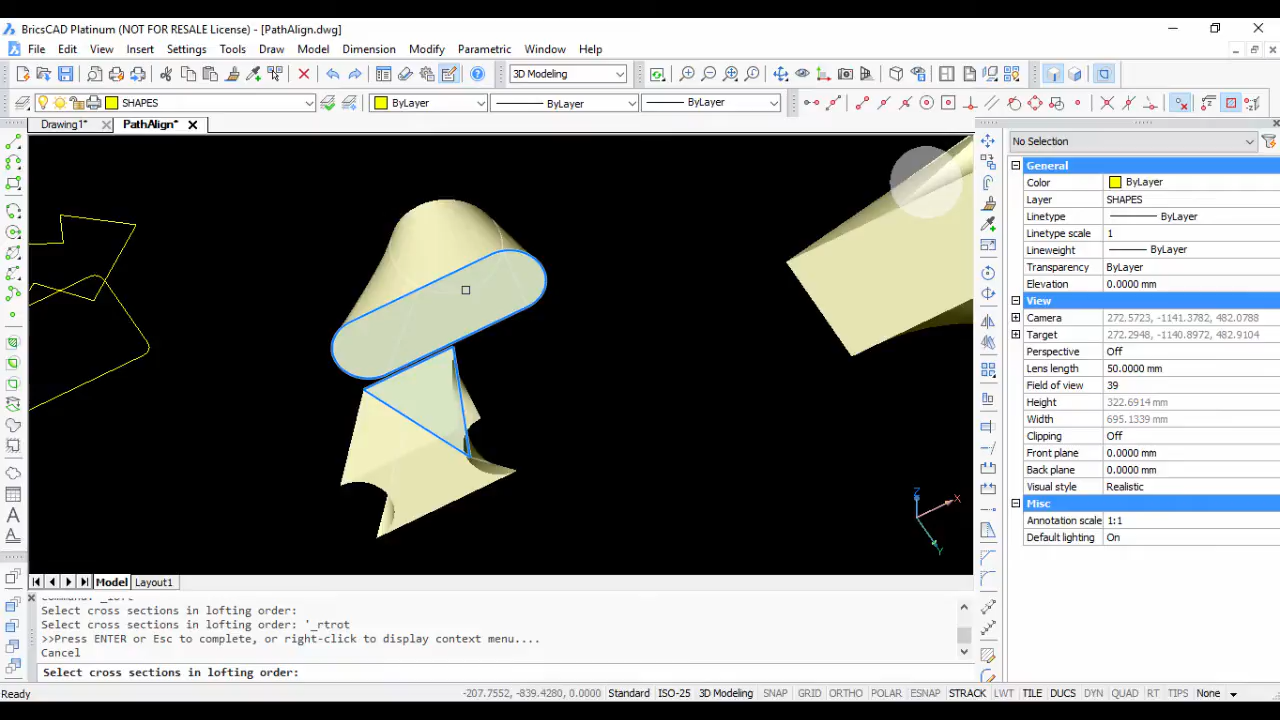 BricsCAD Platinum (NOT FOR RESALE License) - [PathAlign.dwg]
File Edit View Insert Settings Tools Draw Model Dimension Modify Parametric Window Help
3D Modeling
SHAPES ByLayer ByLayer ByLayer
Drawing1* PathAlign*
No Selection
General
Color ByLayer
Layer SHAPES
Linetype ByLayer
Linetype scale 1
Lineweight ByLayer
Transparency ByLayer
Elevation 0.0000 mm
View
Camera 272.5723, -1141.3782, 482.0788
Target 272.2948, -1140.8972, 482.9104
Perspective Off
Lens length 50.0000 mm
Field of view 39
Height 322.6914 mm
Width 695.1339 mm
Clipping Off
Front plane 0.0000 mm
Back plane 0.0000 mm
Visual style Realistic
Misc
Annotation scale 1:1
Default lighting On
Z X
Y
Model Layout1
Command: _loft
Select cross sections in lofting order:
Select cross sections in lofting order: '_rtrot
>>Press ENTER or Esc to complete, or right-click to display context menu....
Cancel
Select cross sections in lofting order:
Ready -207.7552, -839.4280, 0.0000 Standard ISO-25 3D Modeling SNAP GRID ORTHO POLAR ESNAP STRACK LWT TILE DUCS DYN QUAD RT TIPS None